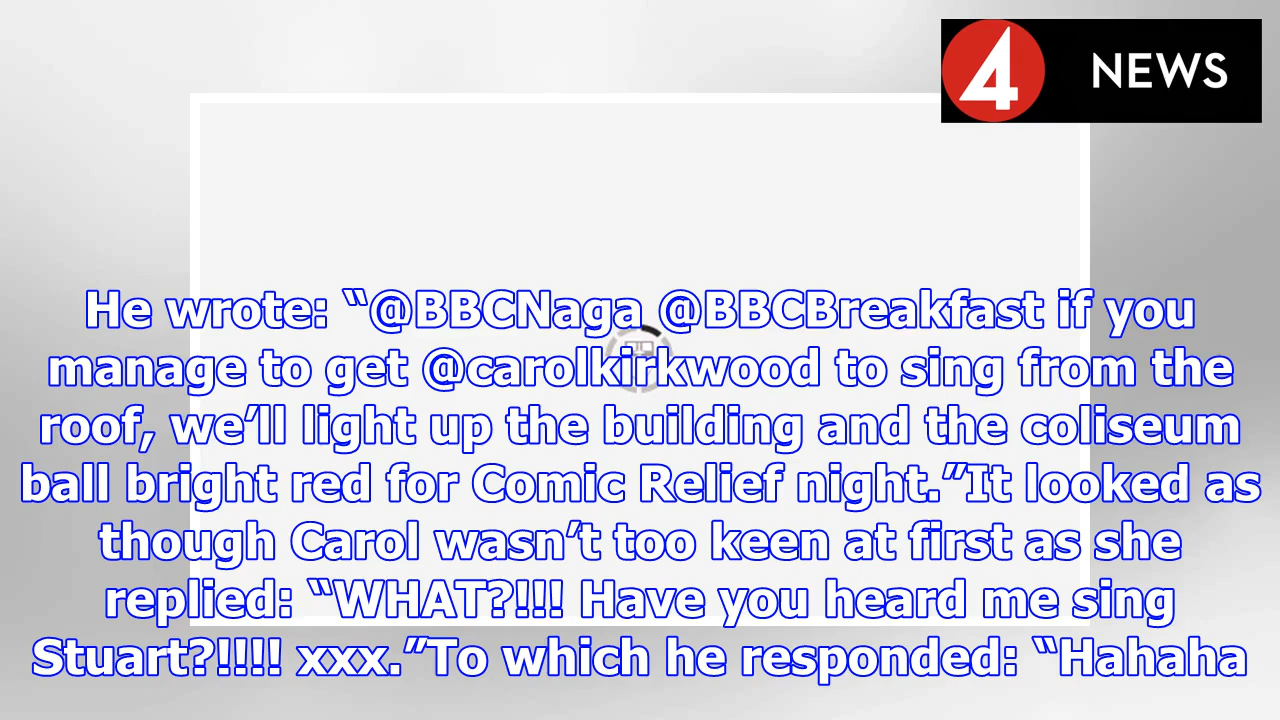 4 NEWS
He wrote: “@BBCNaga @BBCBreakfast if you
manage to get @carolkirkwood to sing from the
roof, we’ll light up the building and the coliseum
ball bright red for Comic Relief night.”It looked as
though Carol wasn’t too keen at first as she
replied: “WHAT?!!! Have you heard me sing
Stuart?!!!! xxx.”To which he responded: “Hahaha